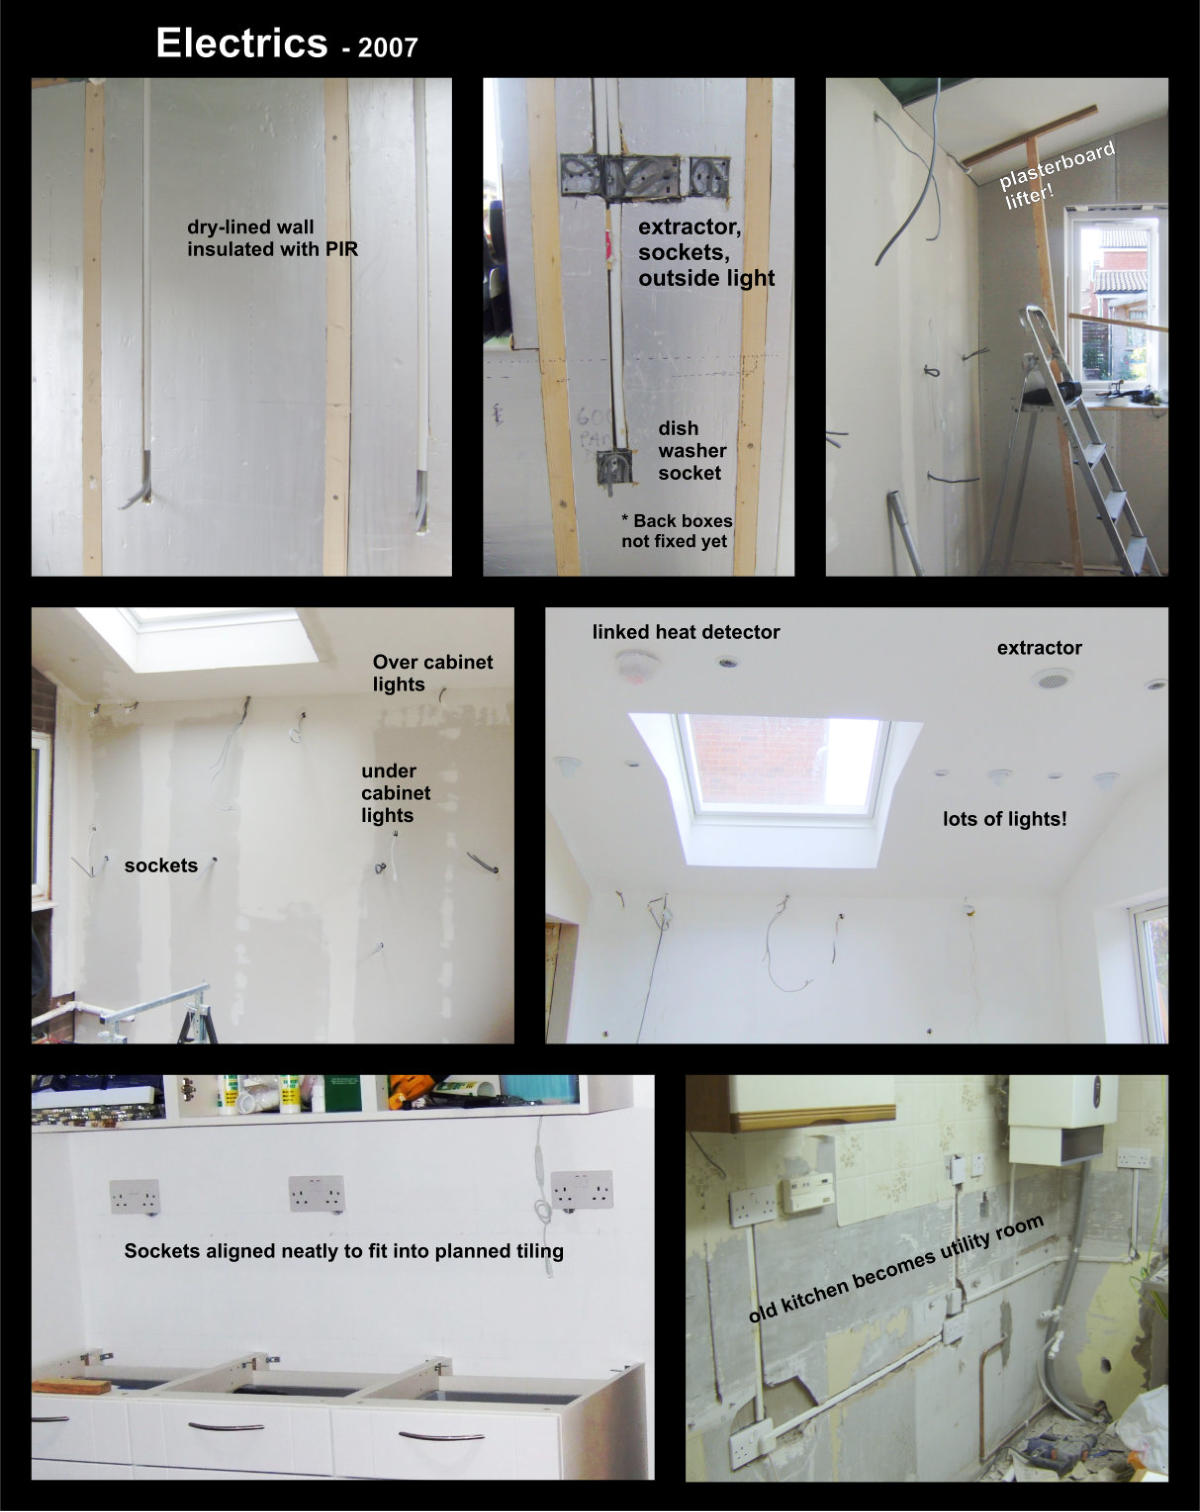 Electrics - 2007
dry-lined wall
insulated with PIR
extractor,
sockets,
outside light
dish
washer
socket
* Back boxes
not fixed yet
plasterboard
lifter!
Over cabinet
lights
under
cabinet
lights
sockets
linked heat detector
extractor
lots of lights!
Sockets aligned neatly to fit into planned tiling
old kitchen becomes utility room